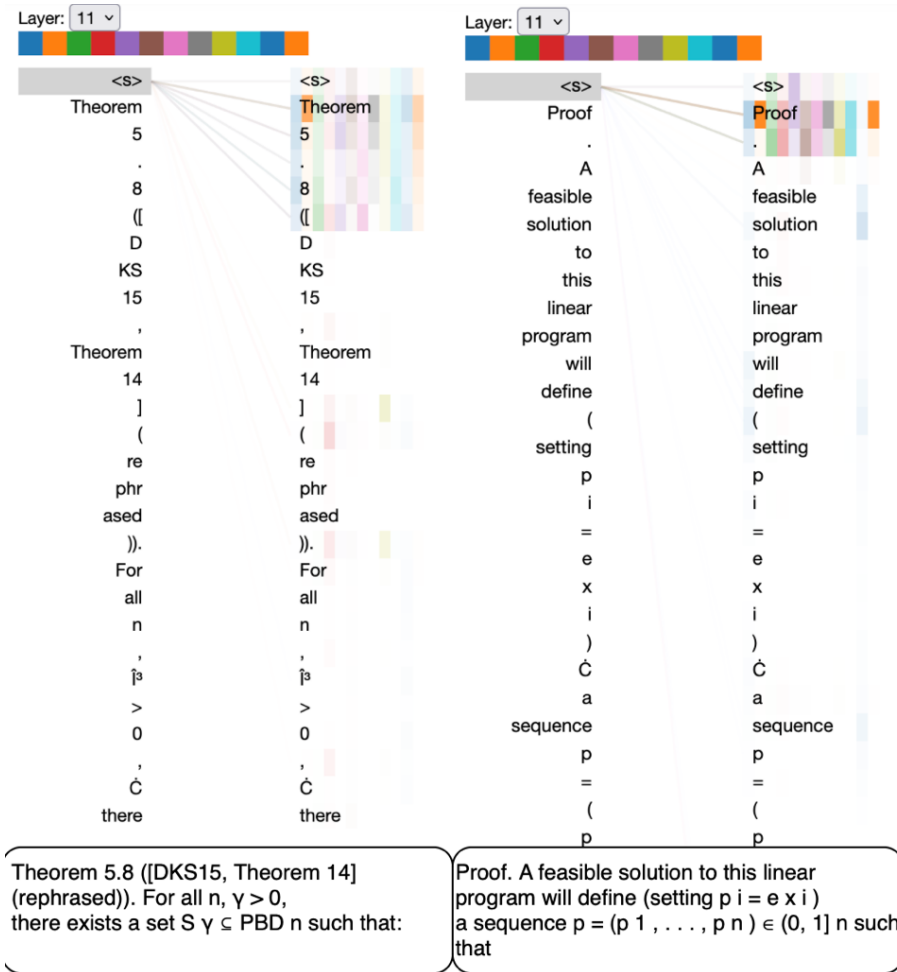 Layer: 11
<s> <s>
Theorem Theorem
5 5
. .
8 8
([ ([
D D
KS KS
15 15
, ,
Theorem Theorem
14 14
] ]
( (
re re
phr phr
ased ased
)). )).
For For
all all
n n
, ,
γ 
> >
0 0
, ,
Ċ Ċ
there there
Theorem 5.8 ([DKS15, Theorem 14]
(rephrased)). For all n, γ > 0,
there exists a set S γ ⊆ PBD n such that:
Layer: 11
<s> <s>
Proof Proof
. .
A A
feasible feasible
solution solution
to to
this this
linear linear
program program
will will
define define
( (
setting setting
p p
i i
= =
e e
x x
i i
) )
Ċ Ċ
a a
sequence sequence
p p
= =
( (
p p
Proof. A feasible solution to this linear
program will define (setting p i = e x i )
a sequence p = (p 1 , . . . , p n ) ∈ (0, 1] n such
that